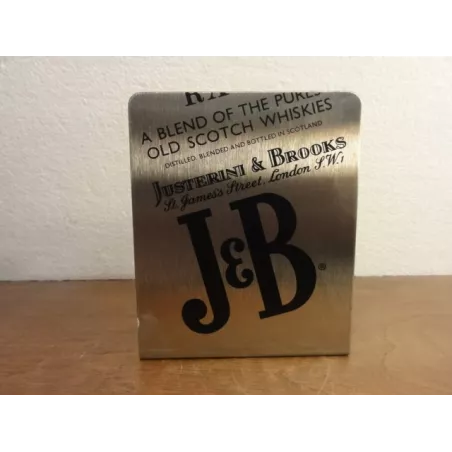 A BLEND OF THE PURES
OLD SCOTCH WHISKIES
DISTILLED, BLENDED AND BOTTLED IN SCOTLAND
JUSTERINI & BROOKS
St. James's Street, London S.W.1
J&B®